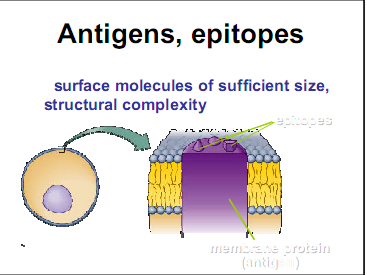 Antigens, epitopes
surface molecules of sufficient size,
structural complexity
epitopes
membrane protein
(antigen)